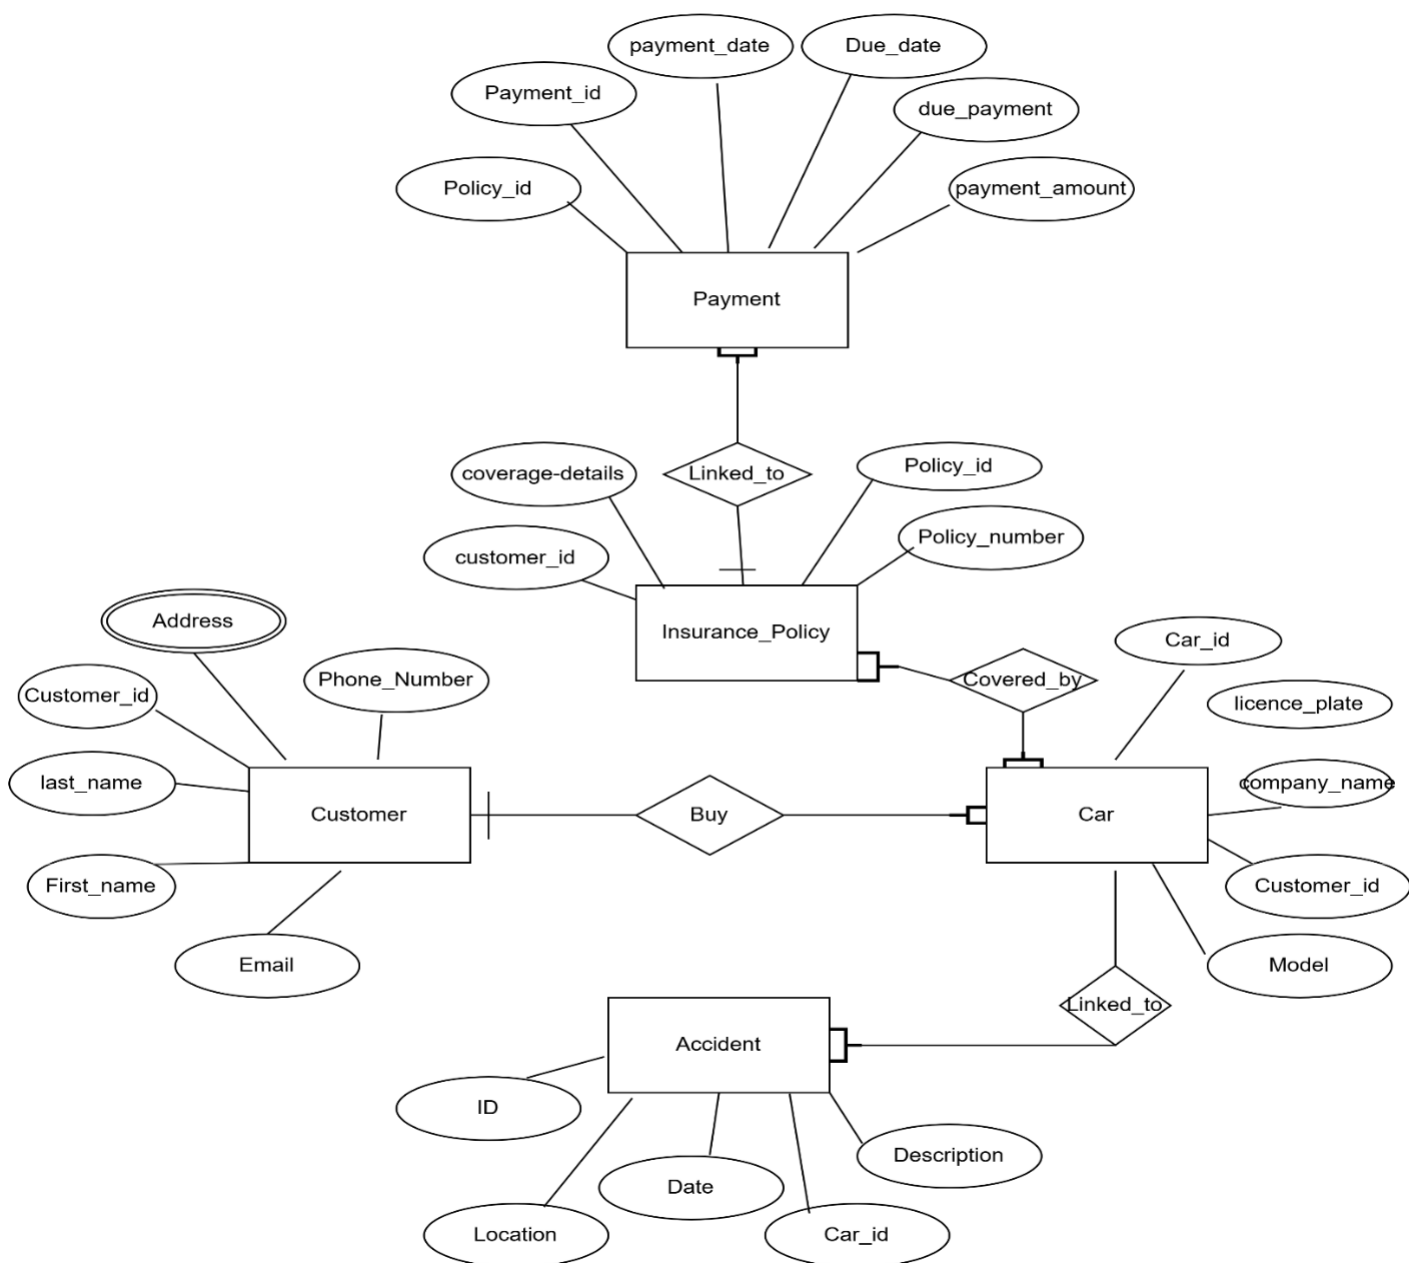 payment_date
Due_date
Payment_id
due_payment
Policy_id
payment_amount
Payment
coverage-details
Linked_to
Policy_id
customer_id
Policy_number
Address
Insurance_Policy
Car_id
Customer_id
Phone_Number
Covered_by
licence_plate
last_name
company_name
Customer
Buy
Car
First_name
Customer_id
Email
Model
Linked_to
Accident
ID
Description
Date
Location
Car_id